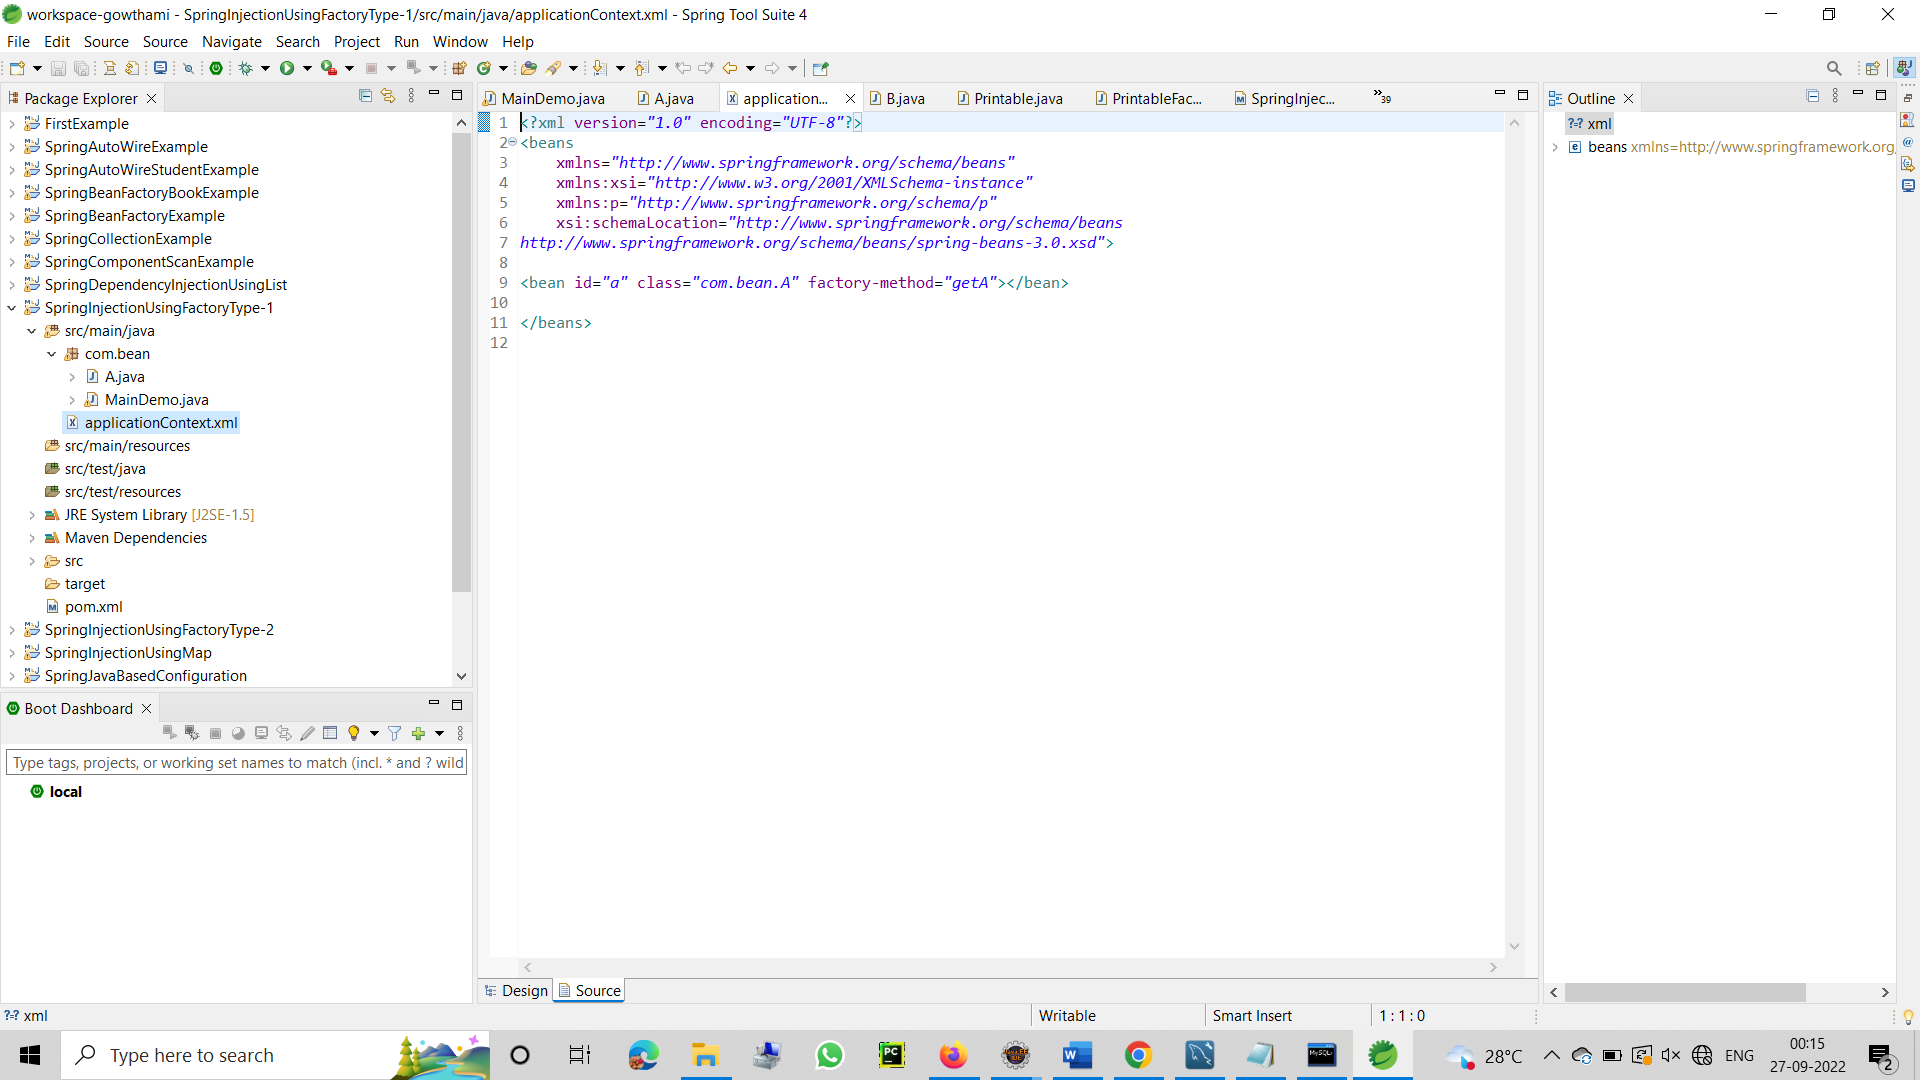 workspace-gowthami - SpringInjectionUsingFactoryType-1/src/main/java/applicationContext.xml - Spring Tool Suite 4
File Edit Source Source Navigate Search Project Run Window Help
Package Explorer
FirstExample
SpringAutoWireExample
SpringAutoWireStudentExample
SpringBeanFactoryBookExample
SpringBeanFactoryExample
SpringCollectionExample
SpringComponentScanExample
SpringDependencyInjectionUsingList
SpringInjectionUsingFactoryType-1
src/main/java
com.bean
A.java
MainDemo.java
applicationContext.xml
src/main/resources
src/test/java
src/test/resources
JRE System Library [J2SE-1.5]
Maven Dependencies
src
target
pom.xml
SpringInjectionUsingFactoryType-2
SpringInjectionUsingMap
SpringJavaBasedConfiguration
Boot Dashboard
Type tags, projects, or working set names to match (incl. * and ? wild
local
MainDemo.java A.java application... B.java Printable.java PrintableFac... SpringInjec... »39
1 <?xml version="1.0" encoding="UTF-8"?>
2 <beans
3 xmlns="http://www.springframework.org/schema/beans"
4 xmlns:xsi="http://www.w3.org/2001/XMLSchema-instance"
5 xmlns:p="http://www.springframework.org/schema/p"
6 xsi:schemaLocation="http://www.springframework.org/schema/beans
7 http://www.springframework.org/schema/beans/spring-beans-3.0.xsd">
8
9 <bean id="a" class="com.bean.A" factory-method="getA"></bean>
10
11 </beans>
12
Design Source
Outline
?-? xml
beans xmlns=http://www.springframework.org
?-? xml Writable Smart Insert 1 : 1 : 0
Type here to search
PC
Java EE IDE
W
MySQL
28°C ENG 00:15
27-09-2022
2